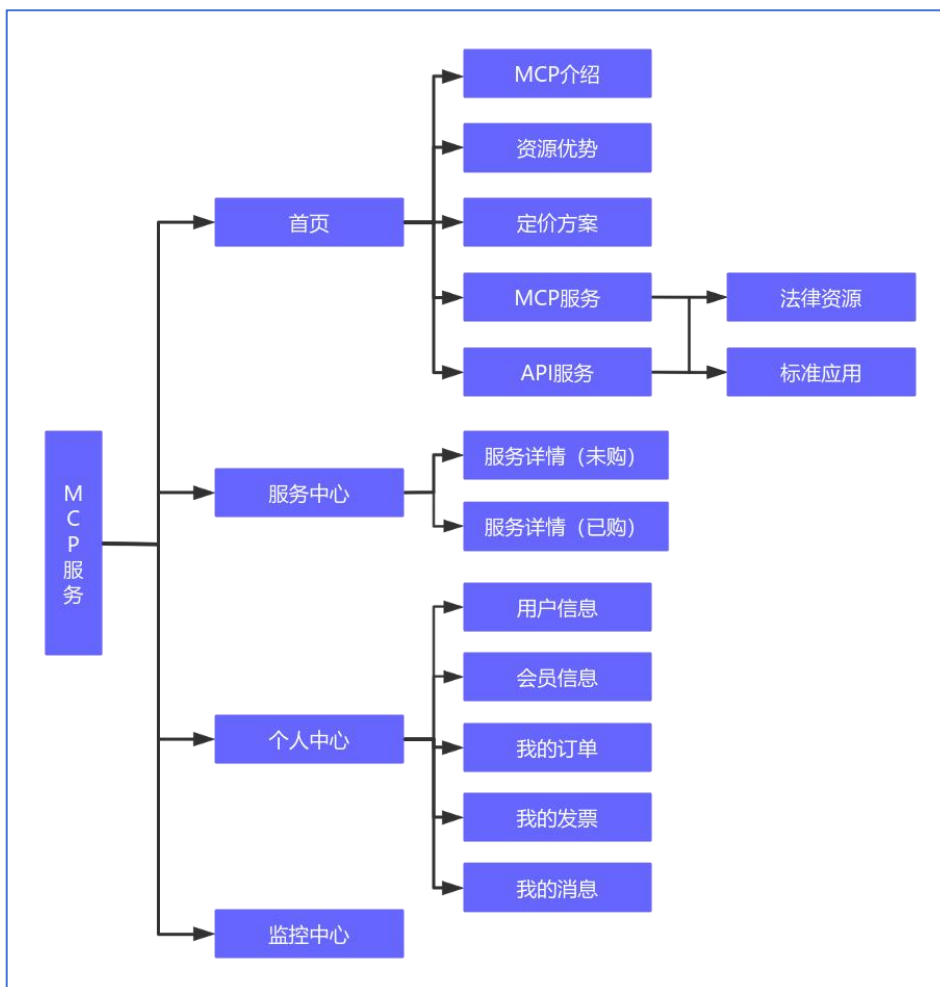 MCP服务
首页
MCP介绍
资源优势
定价方案
MCP服务
API服务
法律资源
标准应用
服务中心
服务详情（未购）
服务详情（已购）
个人中心
用户信息
会员信息
我的订单
我的发票
我的消息
监控中心